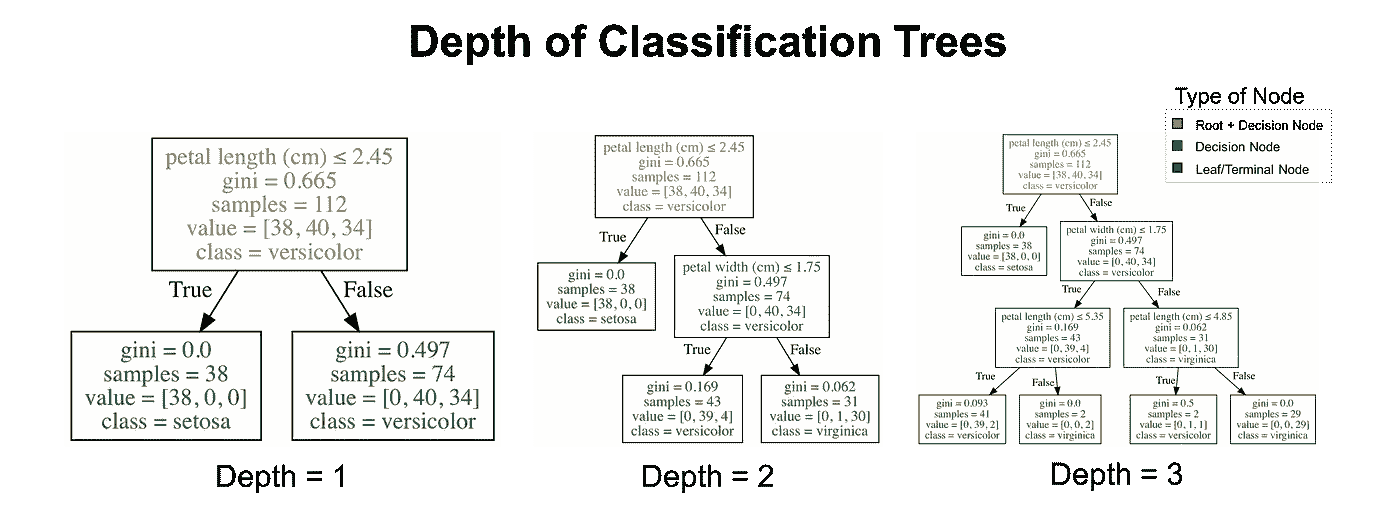 Depth of Classification Trees
Type of Node
Root + Decision Node
Decision Node
Leaf/Terminal Node
petal length (cm) ≤ 2.45
gini = 0.665
samples = 112
value = [38, 40, 34]
class = versicolor
True
False
gini = 0.0
samples = 38
value = [38, 0, 0]
class = setosa
gini = 0.497
samples = 74
value = [0, 40, 34]
class = versicolor
Depth = 1
petal length (cm) ≤ 2.45
gini = 0.665
samples = 112
value = [38, 40, 34]
class = versicolor
True
False
gini = 0.0
samples = 38
value = [38, 0, 0]
class = setosa
petal width (cm) ≤ 1.75
gini = 0.497
samples = 74
value = [0, 40, 34]
class = versicolor
True
False
gini = 0.169
samples = 43
value = [0, 39, 4]
class = versicolor
gini = 0.062
samples = 31
value = [0, 1, 30]
class = virginica
Depth = 2
petal length (cm) ≤ 2.45
gini = 0.665
samples = 112
value = [38, 40, 34]
class = versicolor
True
False
gini = 0.0
samples = 38
value = [38, 0, 0]
class = setosa
petal width (cm) ≤ 1.75
gini = 0.497
samples = 74
value = [0, 40, 34]
class = versicolor
True
False
petal length (cm) ≤ 5.35
gini = 0.169
samples = 43
value = [0, 39, 4]
class = versicolor
petal length (cm) ≤ 4.85
gini = 0.062
samples = 31
value = [0, 1, 30]
class = virginica
True
False
True
False
gini = 0.093
samples = 41
value = [0, 39, 2]
class = versicolor
gini = 0.0
samples = 2
value = [0, 0, 2]
class = virginica
gini = 0.5
samples = 2
value = [0, 1, 1]
class = versicolor
gini = 0.0
samples = 29
value = [0, 0, 29]
class = virginica
Depth = 3